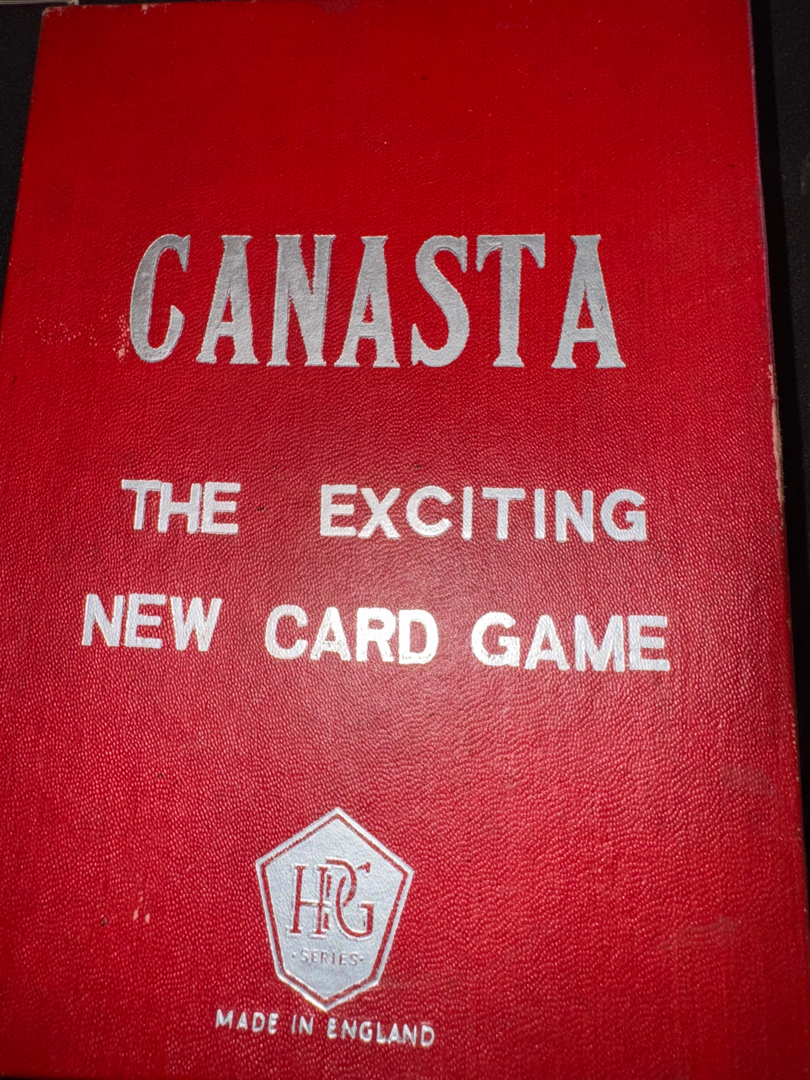 CANASTA
THE EXCITING
NEW CARD GAME
HPG
·SERIES·
MADE IN ENGLAND